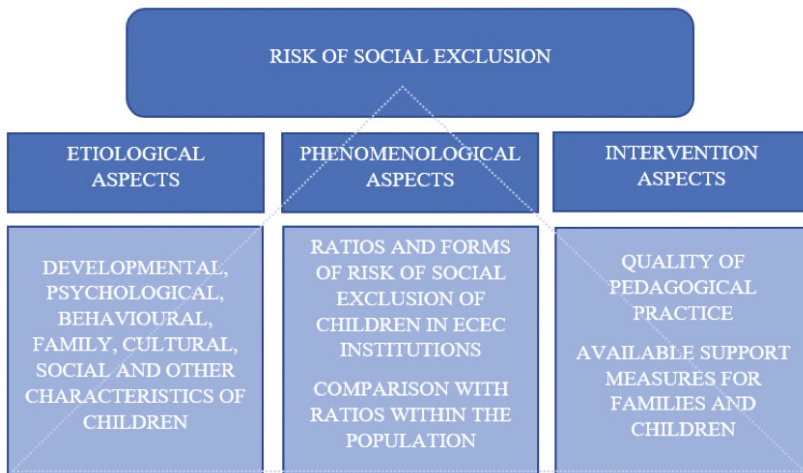 RISK OF SOCIAL EXCLUSION
ETIOLOGICAL
ASPECTS
PHENOMENOLOGICAL
ASPECTS
INTERVENTION
ASPECTS
DEVELOPMENTAL,
PSYCHOLOGICAL,
BEHAVIOURAL,
FAMILY, CULTURAL,
SOCIAL AND OTHER
CHARACTERISTICS OF
CHILDREN
RATIOS AND FORMS
OF RISK OF SOCIAL
EXCLUSION OF
CHILDREN IN ECEC
INSTITUTIONS
COMPARISON WITH
RATIOS WITHIN THE
POPULATION
QUALITY OF
PEDAGOGICAL
PRACTICE
AVAILABLE SUPPORT
MEASURES FOR
FAMILIES AND
CHILDREN